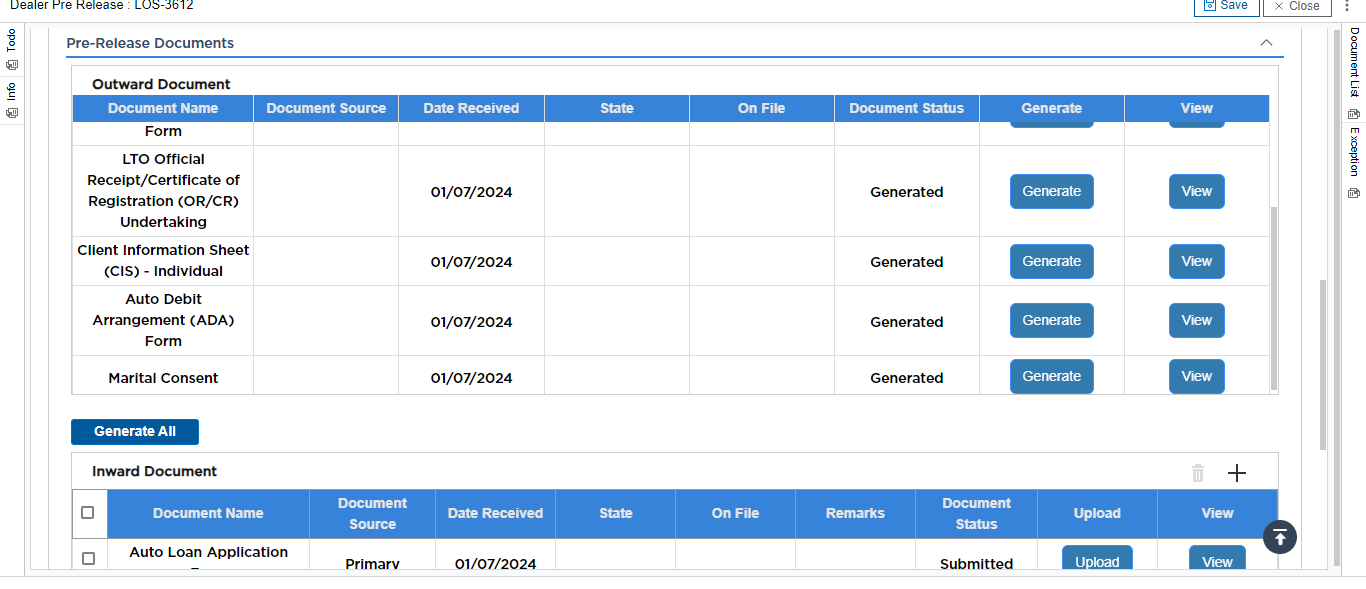 Dealer Pre Release : LOS-3612
Save
Close
Todo
Info
Document List
Exception
Pre-Release Documents
Outward Document
Document Name Document Source Date Received State On File Document Status Generate View
Form
LTO Official
Receipt/Certificate of
Registration (OR/CR)
Undertaking
01/07/2024 Generated Generate View
Client Information Sheet
(CIS) - Individual
01/07/2024 Generated Generate View
Auto Debit
Arrangement (ADA)
Form
01/07/2024 Generated Generate View
Marital Consent 01/07/2024 Generated Generate View
Generate All
Inward Document
Document Name
Document
Source
Date Received State On File Remarks
Document
Status
Upload View
Auto Loan Application
Primary 01/07/2024 Submitted Upload View